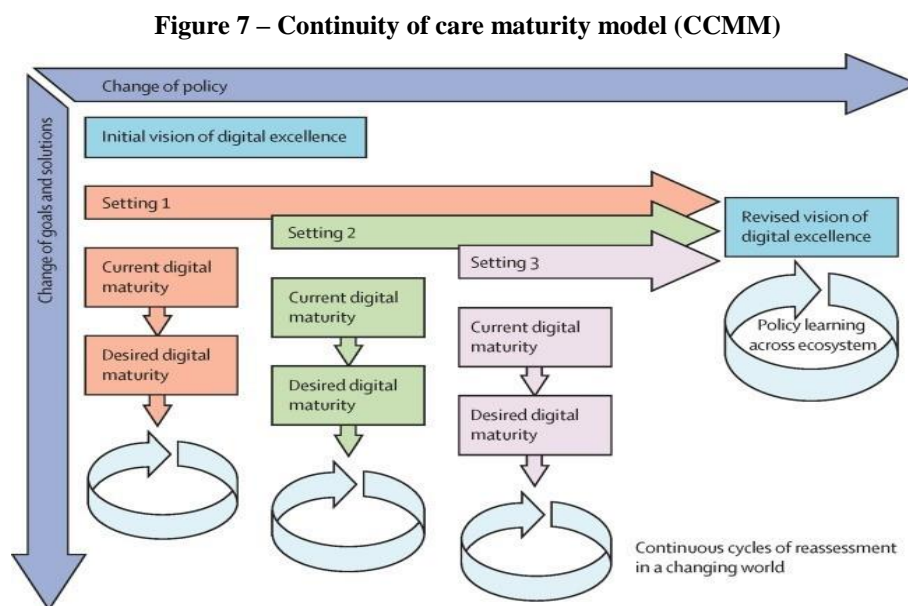 Figure 7 – Continuity of care maturity model (CCMM)
Change of policy
Change of goals and solutions
Initial vision of digital excellence
Setting 1
Setting 2
Setting 3
Revised vision of
digital excellence
Current digital
maturity
Desired digital
maturity
Current digital
maturity
Desired digital
maturity
Current digital
maturity
Desired digital
maturity
Policy learning
across ecosystem
Continuous cycles of reassessment
in a changing world